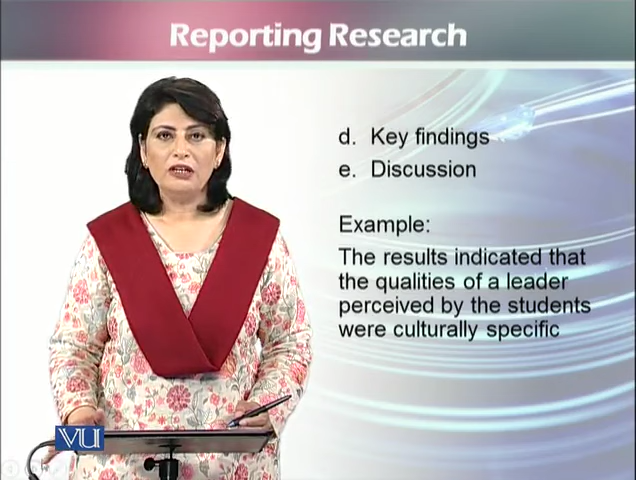 Reporting Research
d. Key findings
e. Discussion
Example:
The results indicated that
the qualities of a leader
perceived by the students
were culturally specific
VU